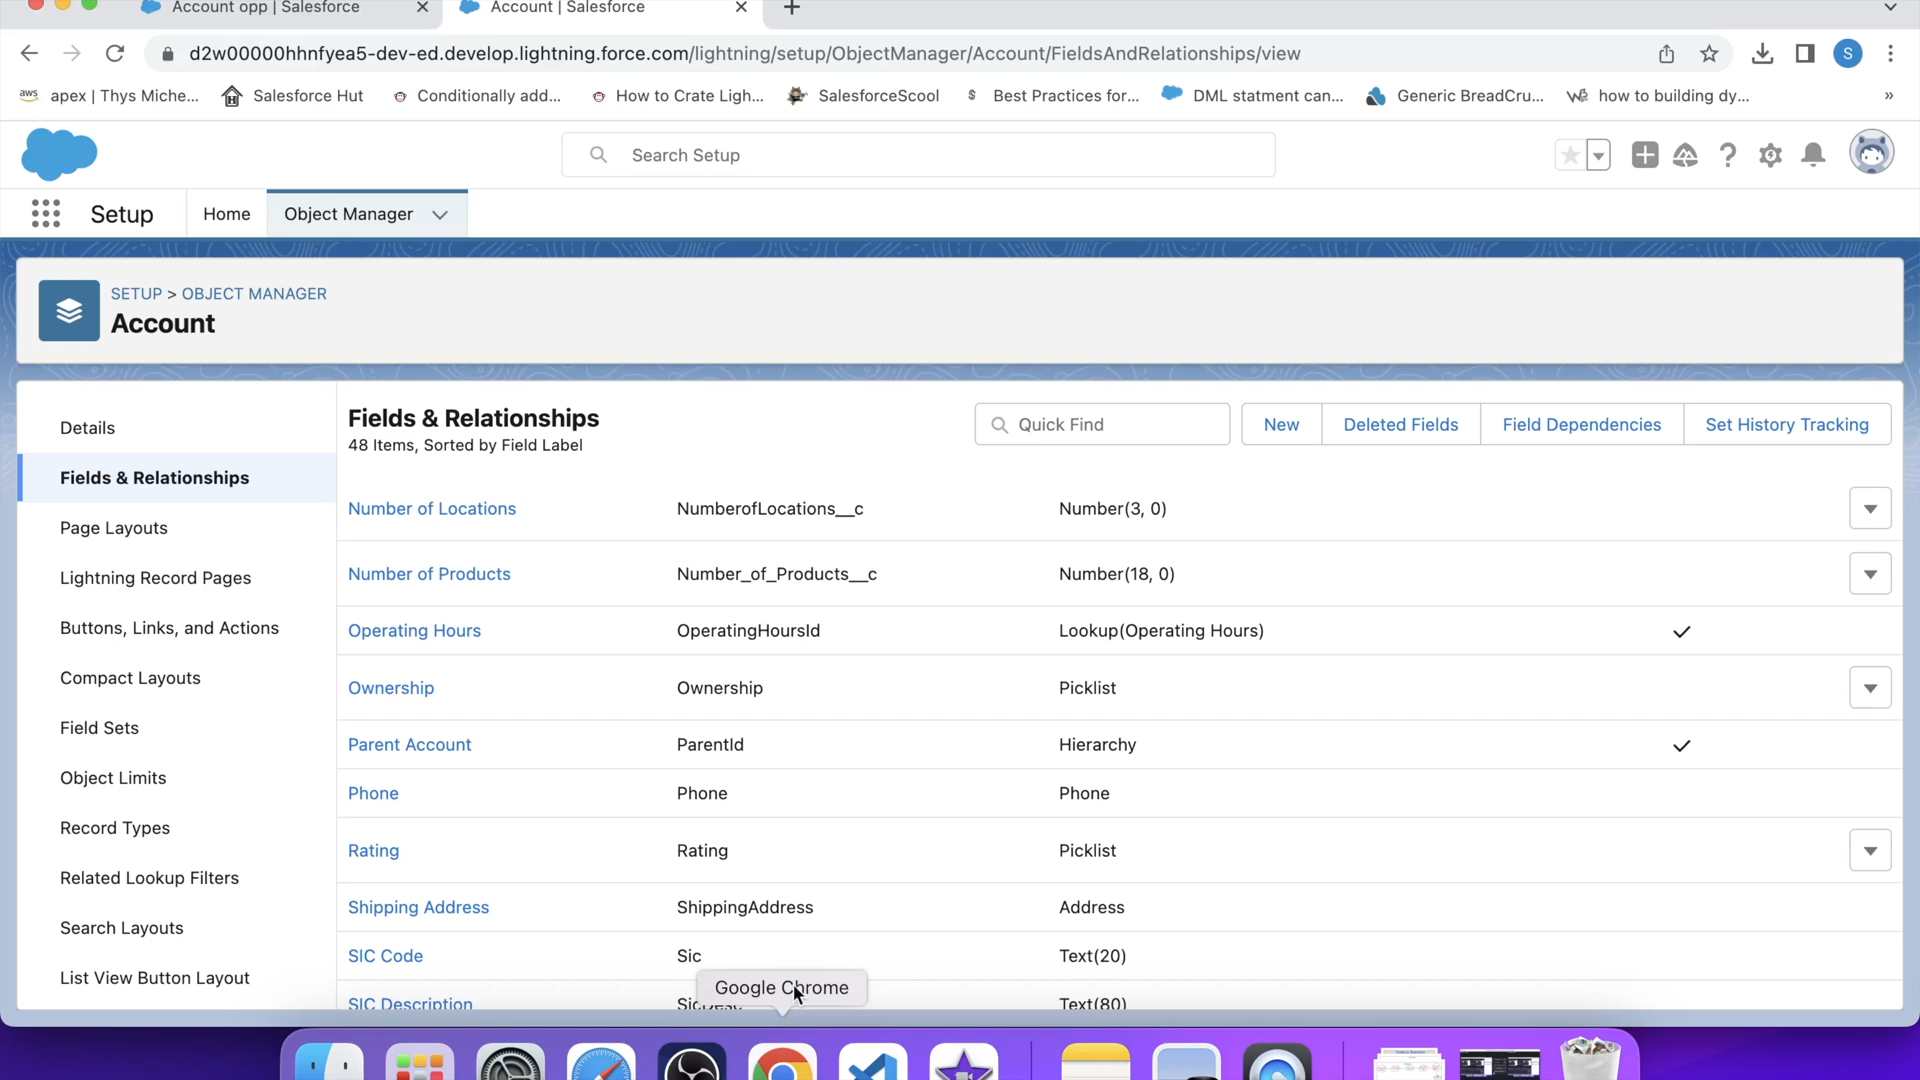 Account opp | Salesforce
Account | Salesforce
d2w00000hhnfyea5-dev-ed.develop.lightning.force.com/lightning/setup/ObjectManager/Account/FieldsAndRelationships/view
S
aws apex | Thys Miche...
Salesforce Hut
Conditionally add...
How to Crate Ligh...
SalesforceScool
$ Best Practices for...
DML statment can...
Generic BreadCru...
how to building dy...
»
Search Setup
Setup
Home
Object Manager
SETUP > OBJECT MANAGER
Account
Details
Fields & Relationships
Page Layouts
Lightning Record Pages
Buttons, Links, and Actions
Compact Layouts
Field Sets
Object Limits
Record Types
Related Lookup Filters
Search Layouts
List View Button Layout
Fields & Relationships
48 Items, Sorted by Field Label
Quick Find
New
Deleted Fields
Field Dependencies
Set History Tracking
Number of Locations NumberofLocations__c Number(3, 0)
Number of Products Number_of_Products__c Number(18, 0)
Operating Hours OperatingHoursId Lookup(Operating Hours)
Ownership Ownership Picklist
Parent Account ParentId Hierarchy
Phone Phone Phone
Rating Rating Picklist
Shipping Address ShippingAddress Address
SIC Code Sic Text(20)
SIC Description SicDesc Text(80)
Google Chrome